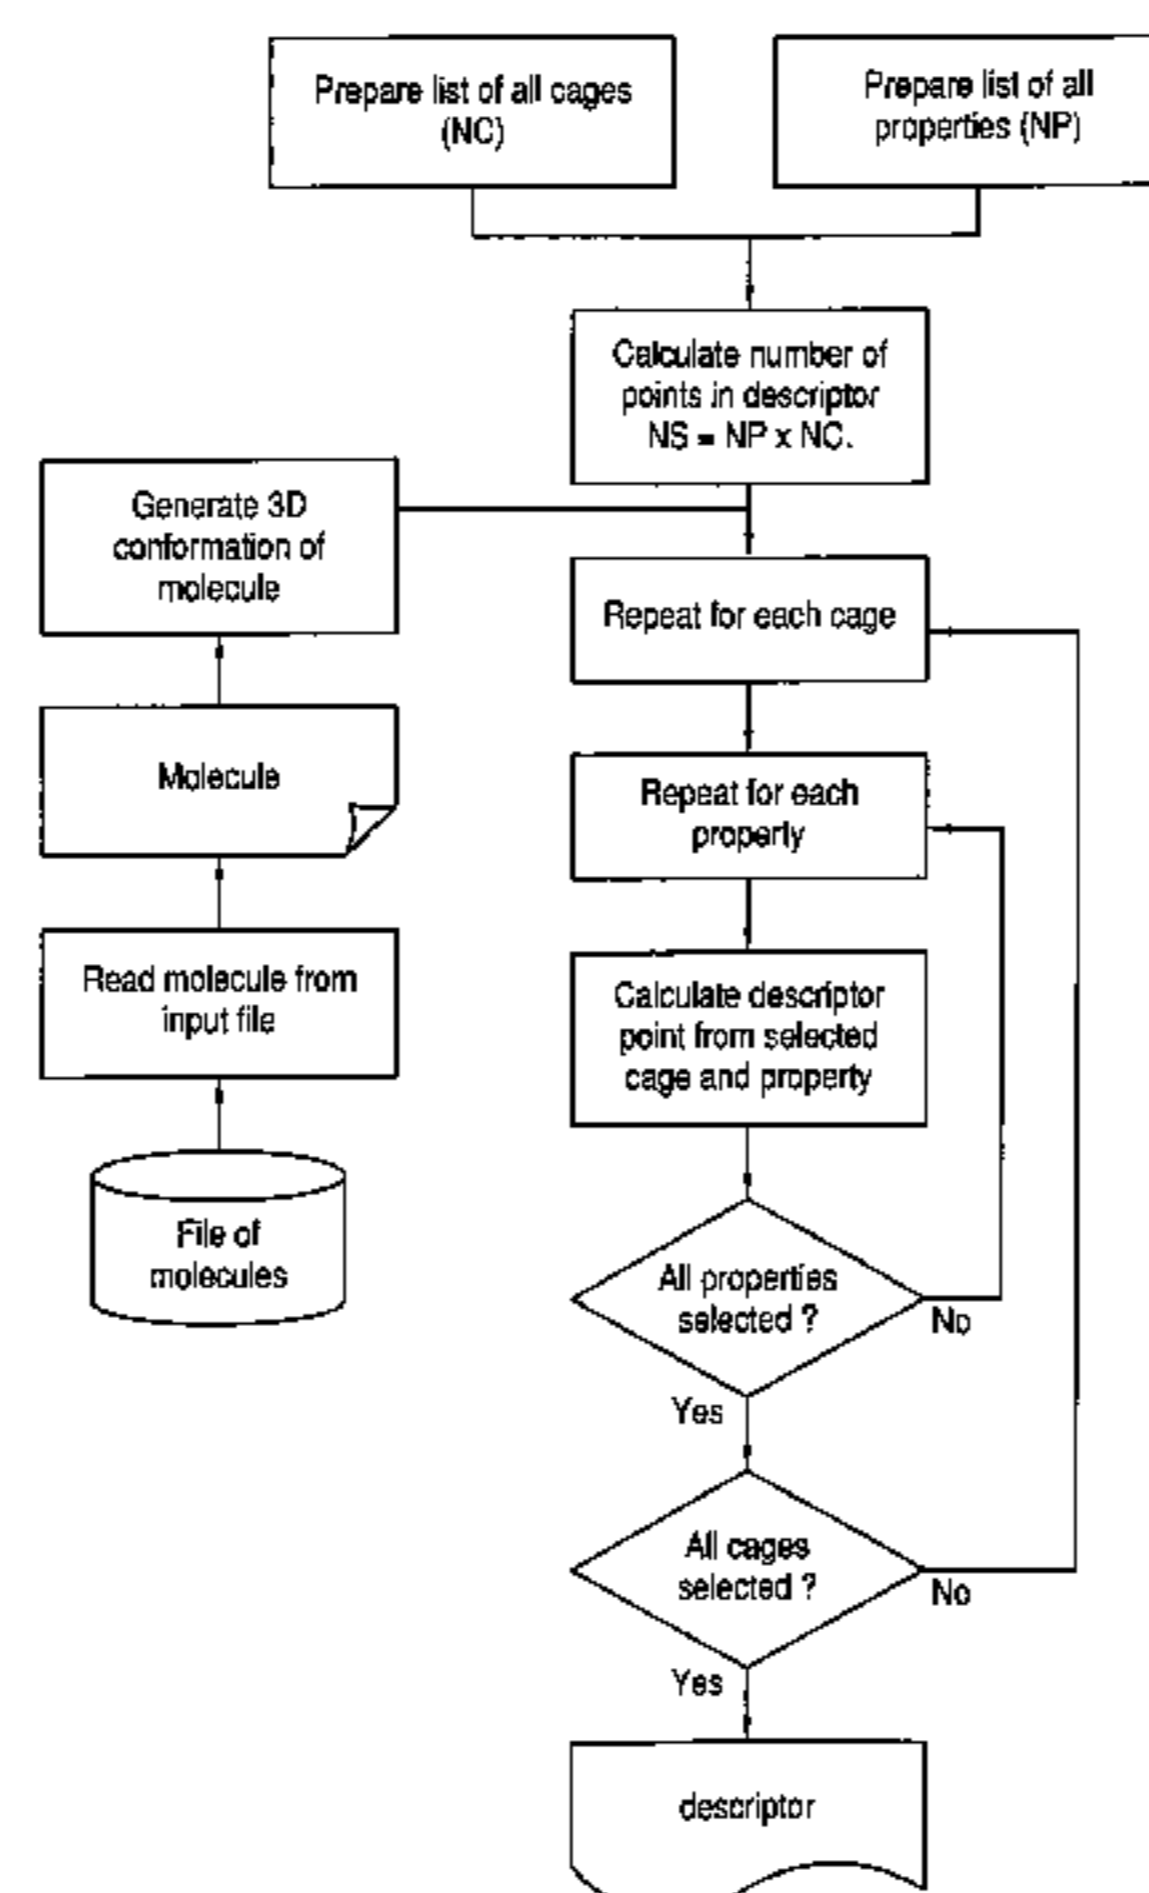 Prepare list of all cages
(NC)
Prepare list of all
properties (NP)
Calculate number of
points in descriptor
NS = NP x NC.
Generate 3D
conformation of
molecule
Repeat for each cage
Molecule
Repeat for each
property
Read molecule from
input file
Calculate descriptor
point from selected
cage and property
File of
molecules
All properties
selected ?
No
Yes
All cages
selected ?
No
Yes
descriptor